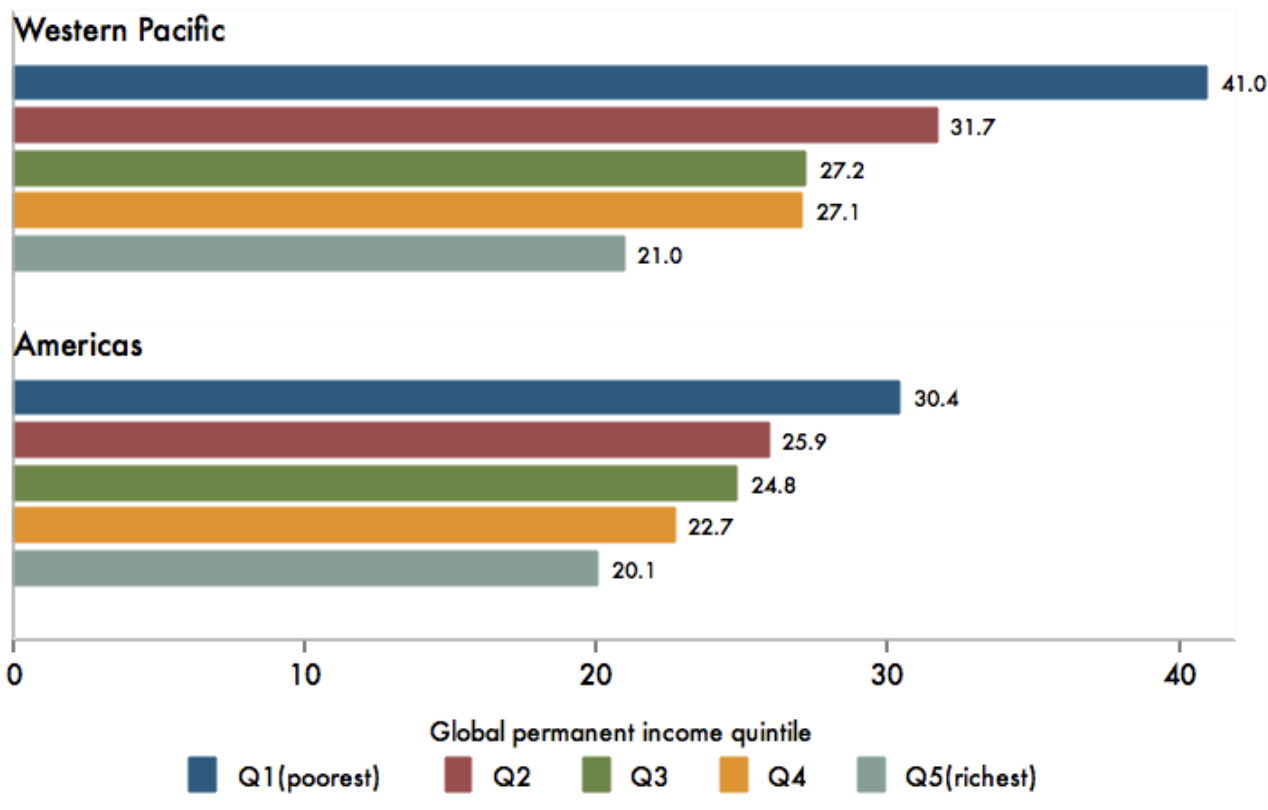 Western Pacific
41.0
31.7
27.2
27.1
21.0
Americas
30.4
25.9
24.8
22.7
20.1
0 10 20 30 40
Global permanent income quintile
Q1(poorest) Q2 Q3 Q4 Q5(richest)